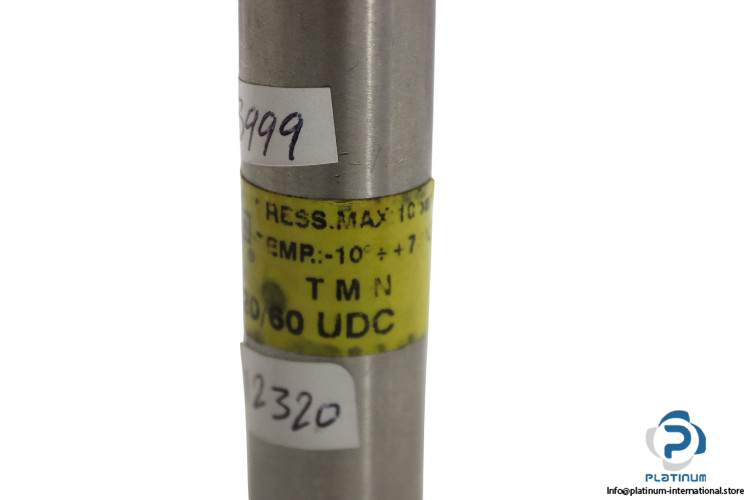 3999
RESS.MAX 10
EMP.:-10° ÷ +7
T M N
20/60 UDC
2320
PLATINUM
Info@platinum-international.store